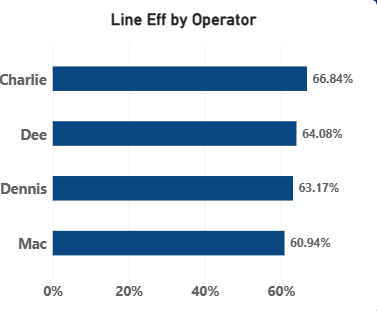 Line Eff by Operator
Charlie 66.84%
Dee 64.08%
Dennis 63.17%
Mac 60.94%
0% 20% 40% 60%